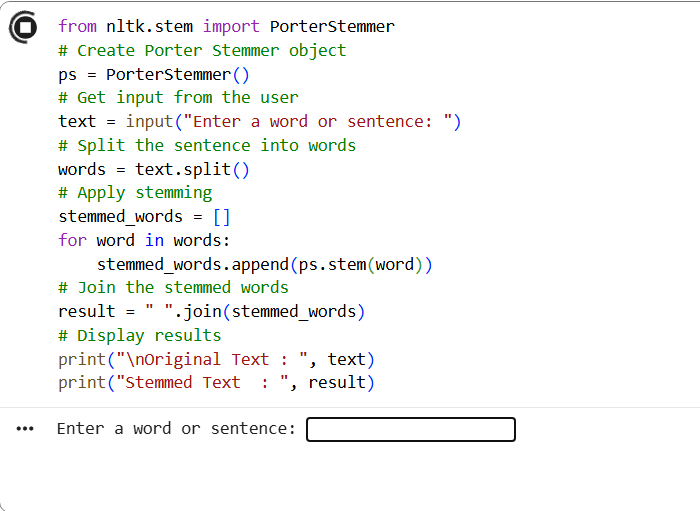 from nltk.stem import PorterStemmer
# Create Porter Stemmer object
ps = PorterStemmer()
# Get input from the user
text = input("Enter a word or sentence: ")
# Split the sentence into words
words = text.split()
# Apply stemming
stemmed_words = []
for word in words:
    stemmed_words.append(ps.stem(word))
# Join the stemmed words
result = " ".join(stemmed_words)
# Display results
print("\nOriginal Text : ", text)
print("Stemmed Text  : ", result)
Enter a word or sentence: